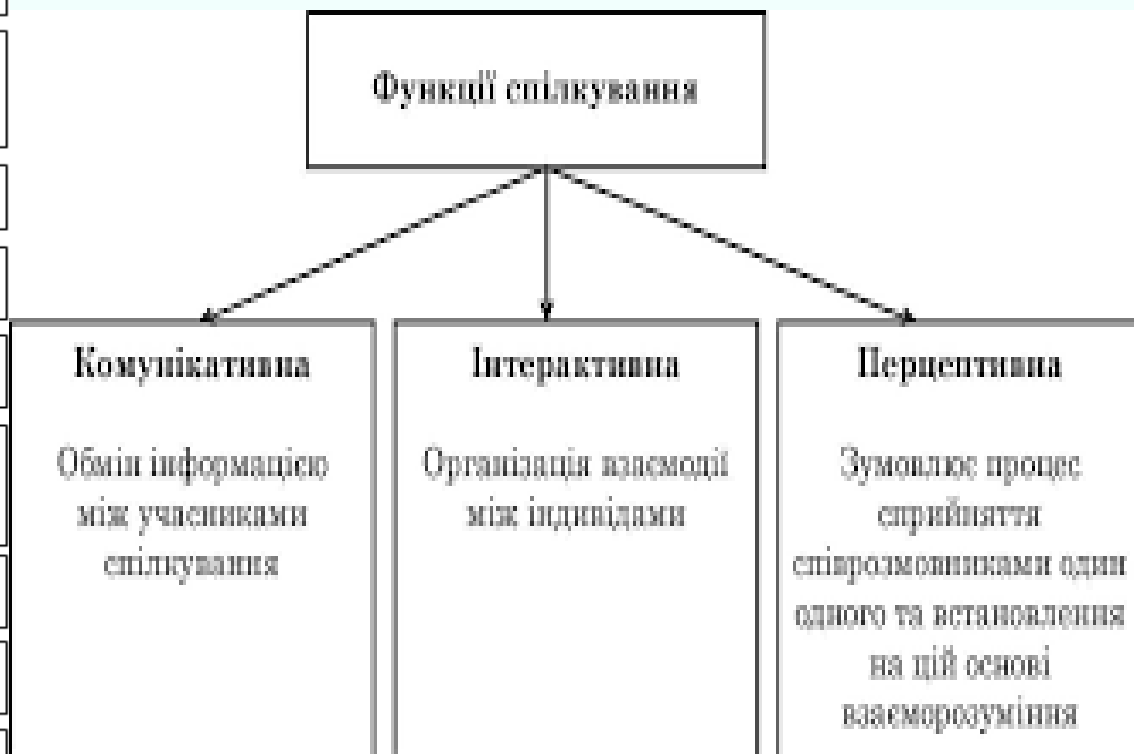 Функції спілкування
Комунікативна
Обмін інформацією
між учасниками
спілкування
Інтерактивна
Організація взаємодії
між індивідами
Перцептивна
Зумовлює процес
сприйняття
співрозмовниками один
одного та встановлення
на цій основі
взаєморозуміння